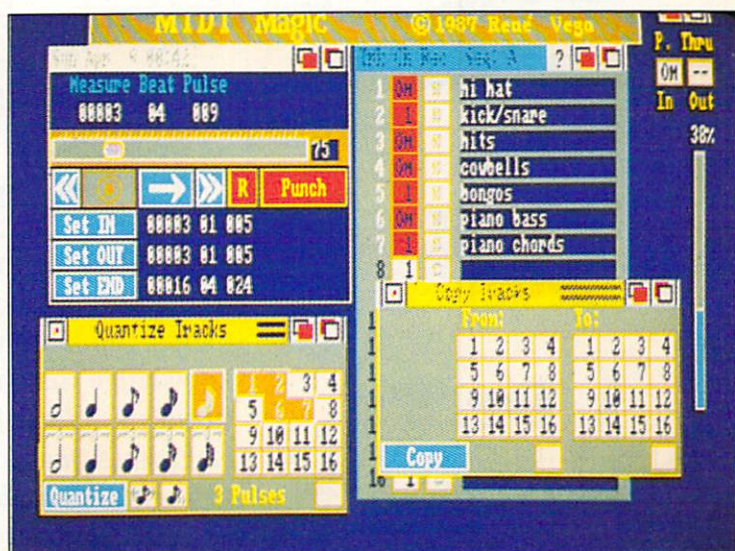 MIDI Magic ©1987 René Vego
P. Thru
OM --
In Out
38%
Measure Beat Pulse
00003 04 009
75
R Punch
Set IN 00003 01 005
Set OUT 00003 01 005
Set END 00016 04 024
?
1 OM hi hat
2 1 kick/snare
3 OM hits
4 OM cowbells
5 1 bongos
6 OM piano bass
7 1 piano chords
8 1
16 1
Quantize Tracks
1 2 3 4
5 6 7 8
9 10 11 12
13 14 15 16
Quantize 3 Pulses
Copy Tracks
From: To:
1 2 3 4 1 2 3 4
5 6 7 8 5 6 7 8
9 10 11 12 9 10 11 12
13 14 15 16 13 14 15 16
Copy